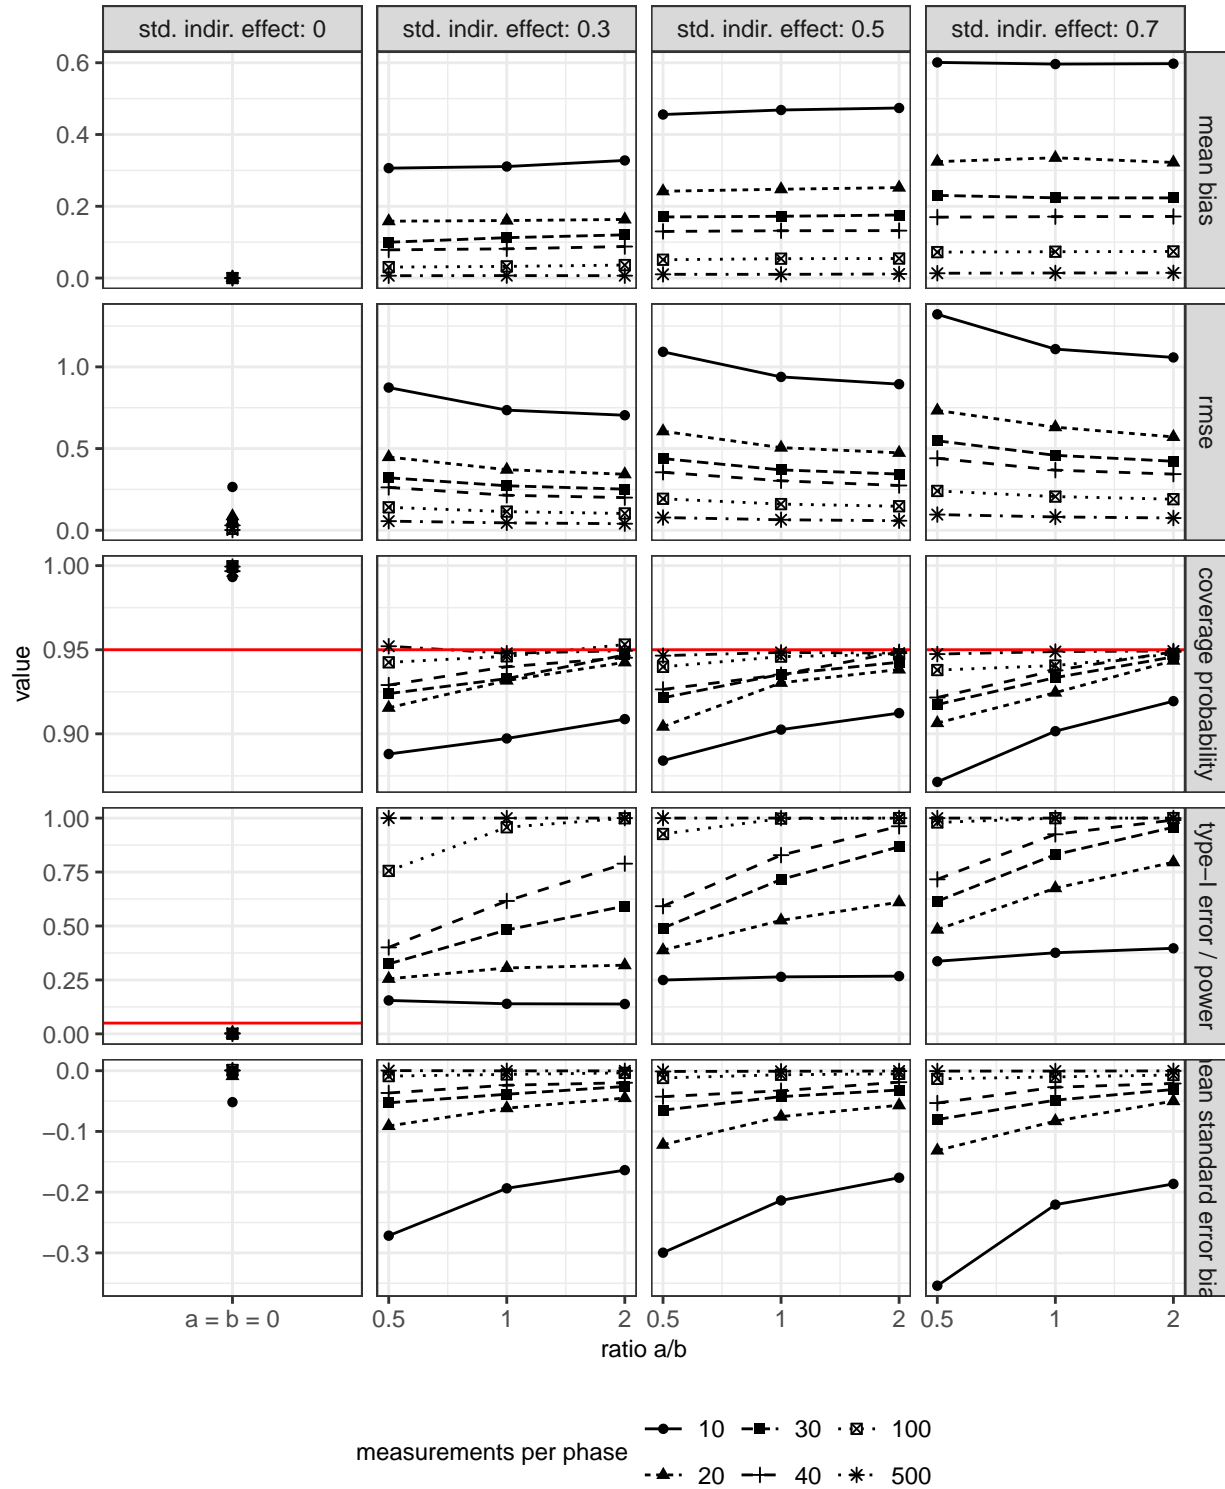 std. indir. effect: 0
std. indir. effect: 0.3
std. indir. effect: 0.5
std. indir. effect: 0.7
0.6
0.4
0.2
0.0
mean bias
1.0
0.5
0.0
rmse
1.00
0.95
0.90
coverage probability
value
1.00
0.75
0.50
0.25
0.00
type−I error / power
0.0
−0.1
−0.2
−0.3
standard error
a = b = 0
0.5
1
2
0.5
1
2
0.5
1
2
ratio a/b
measurements per phase
10
30
100
20
40
500